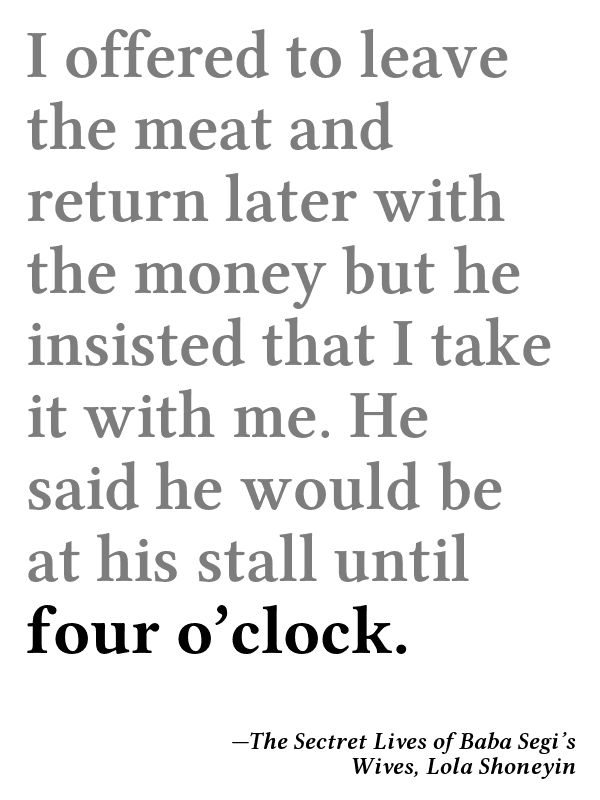 I offered to leave
the meat and
return later with
the money but he
insisted that I take
it with me. He
said he would be
at his stall until
four o’clock.
—The Sectret Lives of Baba Segi’s
Wives, Lola Shoneyin